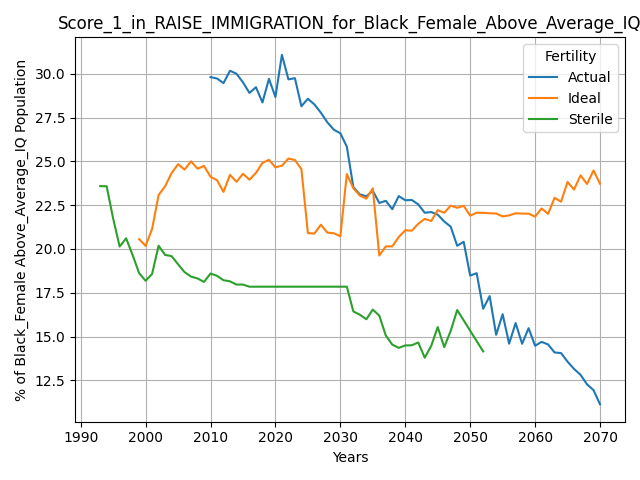 Score_1_in_RAISE_IMMIGRATION_for_Black_Female_Above_Average_IQ
% of Black_Female Above_Average_IQ Population
30.0
27.5
25.0
22.5
20.0
17.5
15.0
12.5
Fertility
Actual
Ideal
Sterile
1990 2000 2010 2020 2030 2040 2050 2060 2070
Years